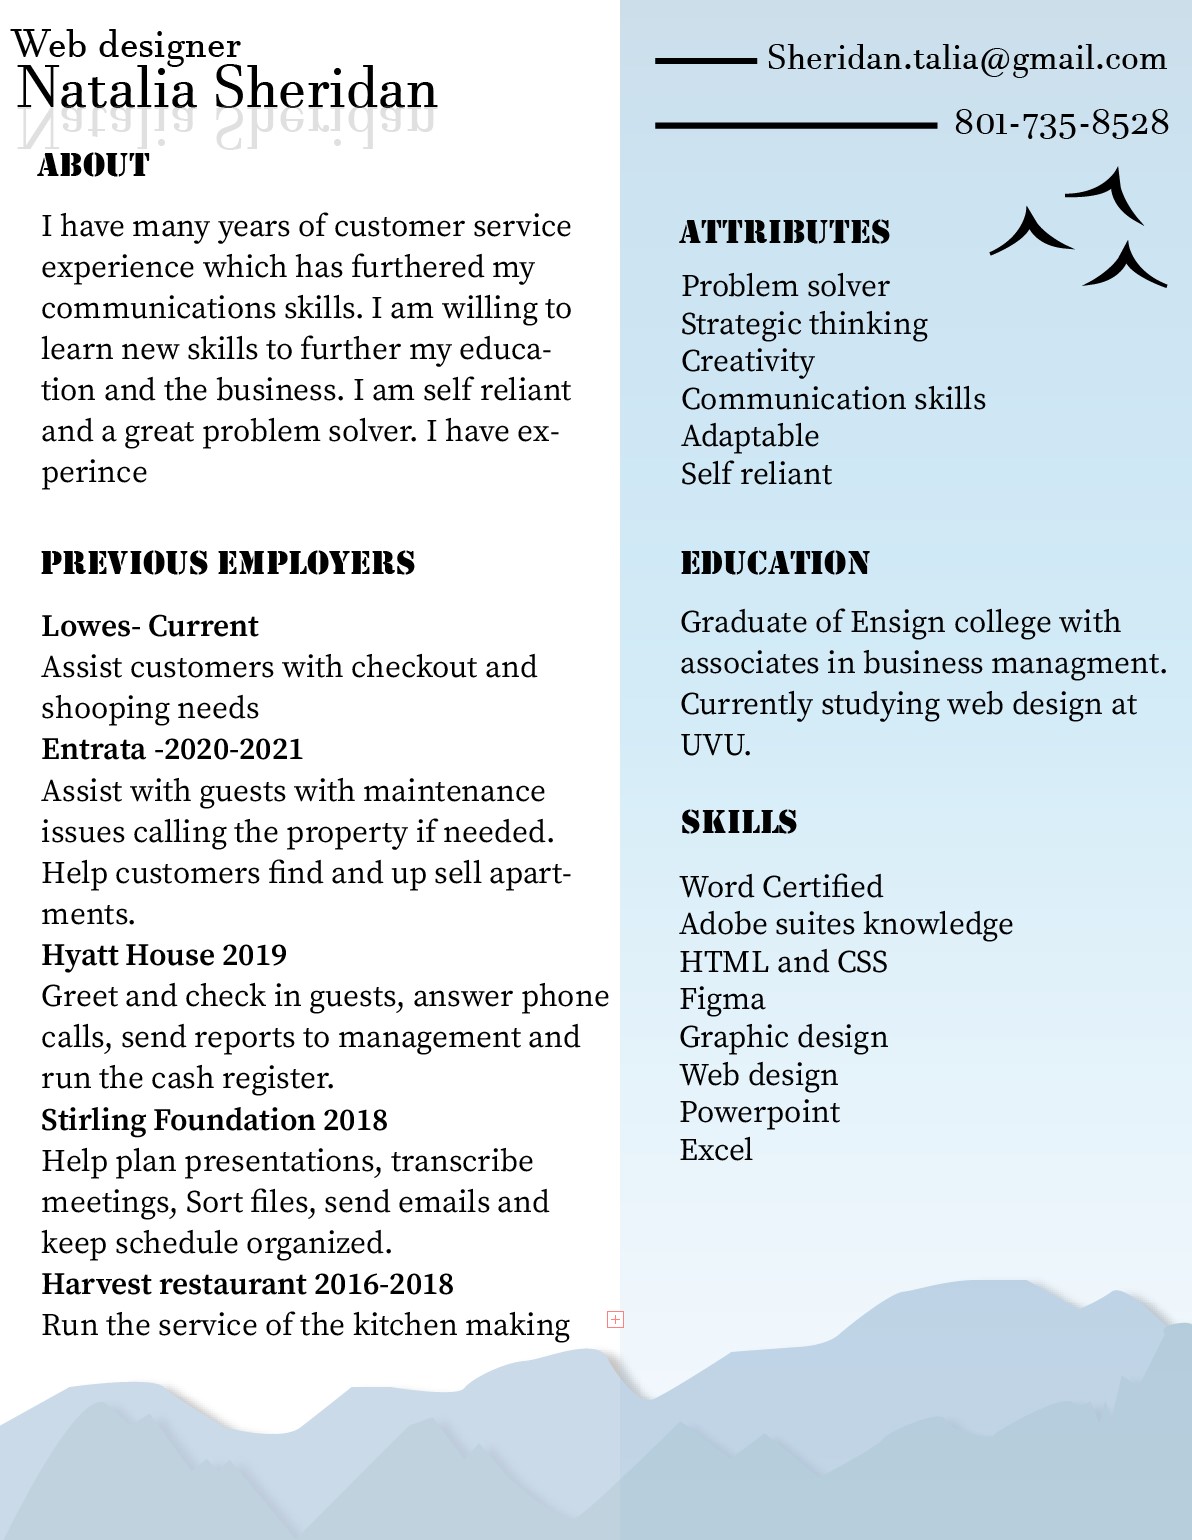 Web designer
Natalia Sheridan
ABOUT
I have many years of customer service
experience which has furthered my
communications skills. I am willing to
learn new skills to further my educa-
tion and the business. I am self reliant
and a great problem solver. I have ex-
perince
PREVIOUS EMPLOYERS
Lowes- Current
Assist customers with checkout and
shooping needs
Entrata -2020-2021
Assist with guests with maintenance
issues calling the property if needed.
Help customers find and up sell apart-
ments.
Hyatt House 2019
Greet and check in guests, answer phone
calls, send reports to management and
run the cash register.
Stirling Foundation 2018
Help plan presentations, transcribe
meetings, Sort files, send emails and
keep schedule organized.
Harvest restaurant 2016-2018
Run the service of the kitchen making
Sheridan.talia@gmail.com
801-735-8528
ATTRIBUTES
Problem solver
Strategic thinking
Creativity
Communication skills
Adaptable
Self reliant
EDUCATION
Graduate of Ensign college with
associates in business managment.
Currently studying web design at
UVU.
SKILLS
Word Certified
Adobe suites knowledge
HTML and CSS
Figma
Graphic design
Web design
Powerpoint
Excel